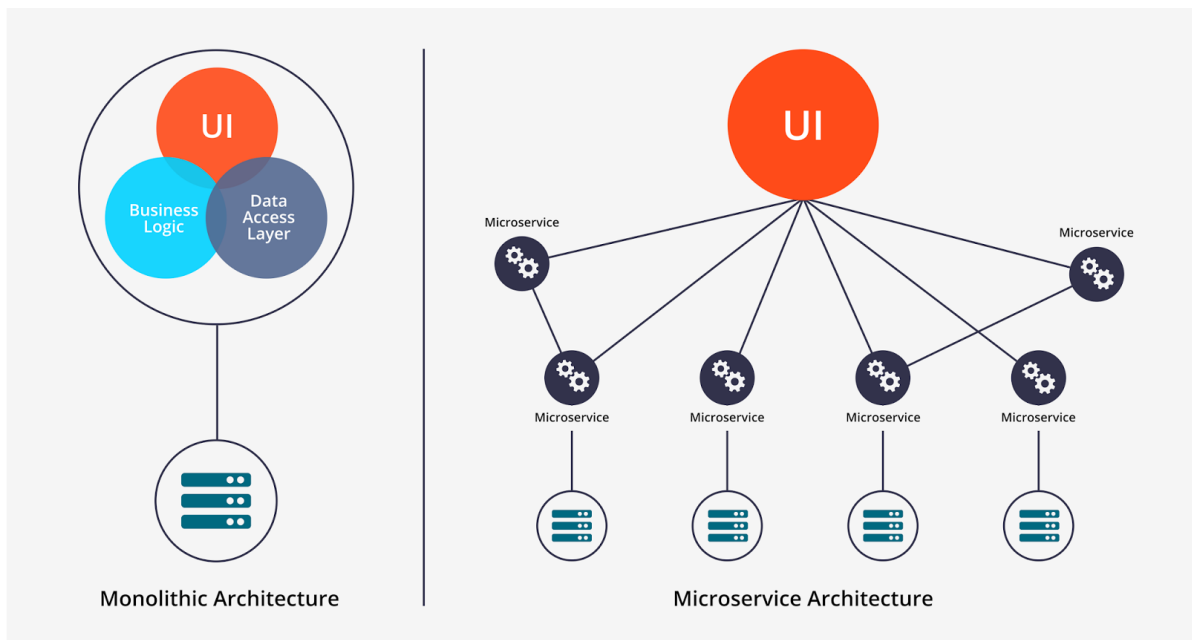 UI
Business
Logic
Data
Access
Layer
Monolithic Architecture
UI
Microservice
Microservice
Microservice
Microservice
Microservice
Microservice
Microservice Architecture